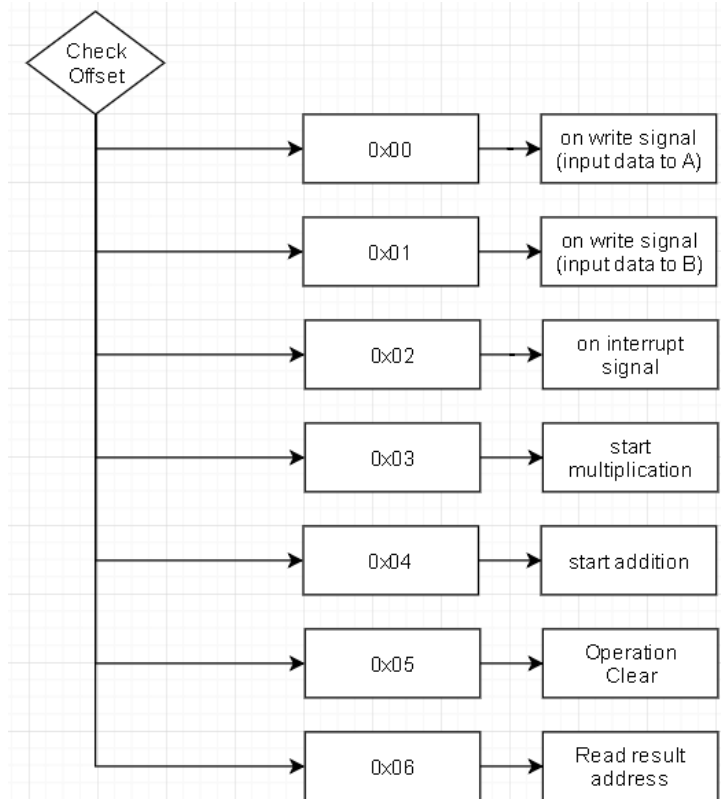 Check
Offset
0x00
on write signal
(input data to A)
0x01
on write signal
(input data to B)
0x02
on interrupt
signal
0x03
start
multiplication
0x04
start addition
0x05
Operation
Clear
0x06
Read result
address